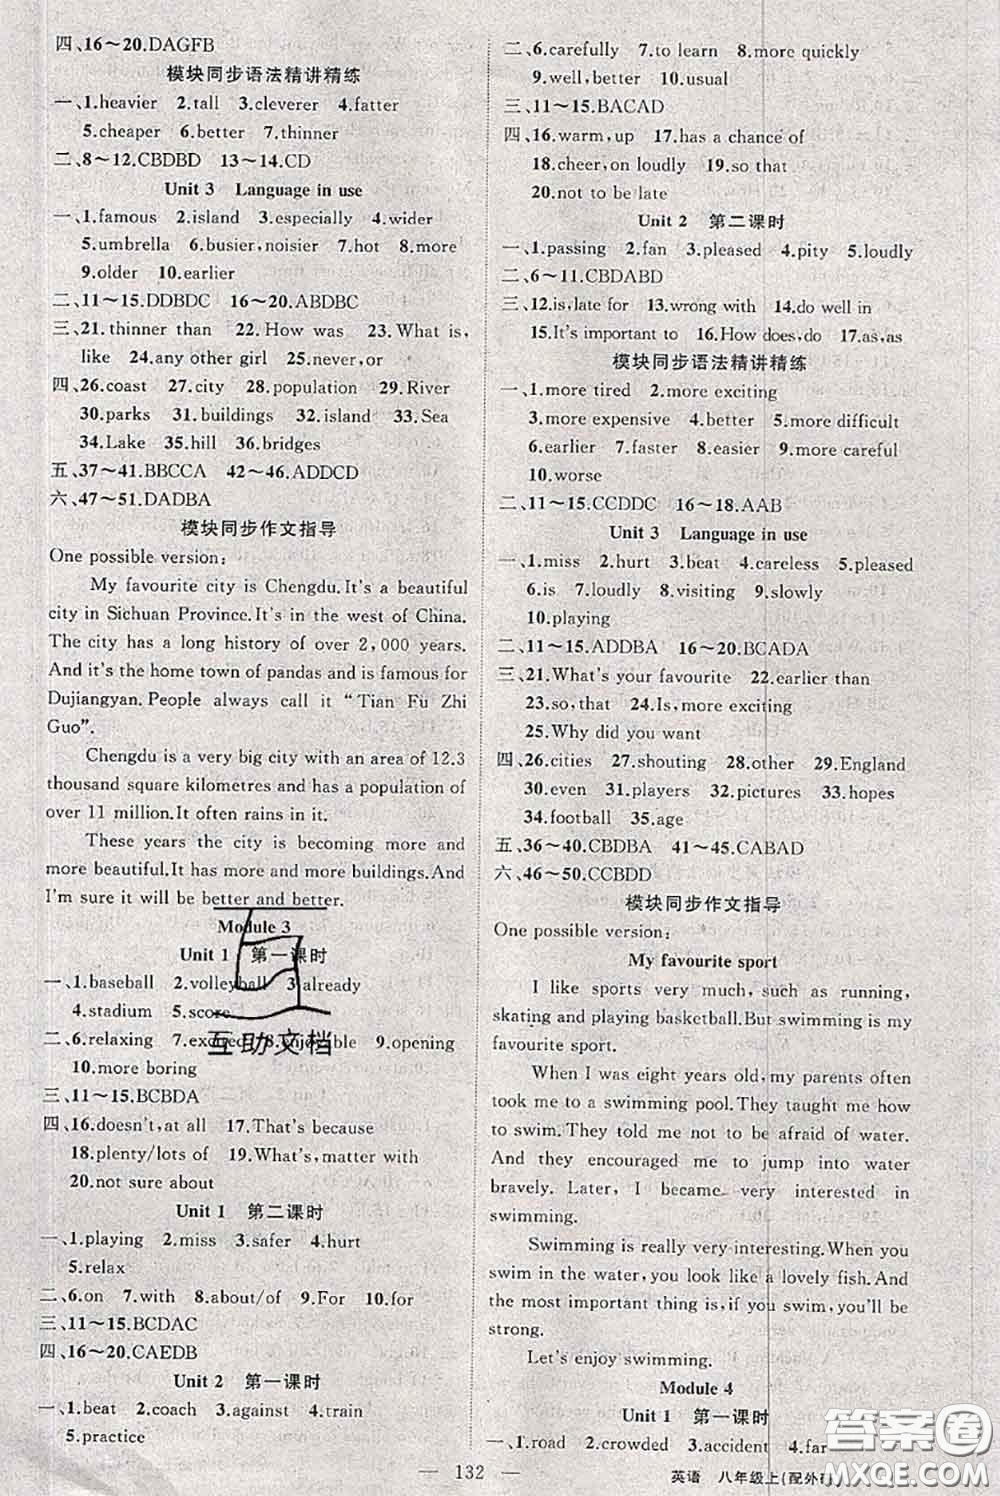 四、16～20.DAGFB
模块同步语法精讲精练
一、1.heavier 2.tall 3.cleverer 4.fatter
5.cheaper 6.better 7.thinner
二、8～12.CBDBD 13～14.CD
Unit 3 Language in use
一、1.famous 2.island 3.especially 4.wider
5.umbrella 6.busier,noisier 7.hot 8.more
9.older 10.earlier
二、11～15.DDBDC 16～20.ABDBC
三、21.thinner than 22.How was 23.What is,
like 24.any other girl 25.never,or
四、26.coast 27.city 28.population 29.River
30.parks 31.buildings 32.island 33.Sea
34.Lake 35.hill 36.bridges
五、37～41.BBCCA 42～46.ADDCD
六、47～51.DADBA
模块同步作文指导
One possible version:
My favourite city is Chengdu.It's a beautiful
city in Sichuan Province.It's in the west of China.
The city has a long history of over 2,000 years.
And it's the home town of pandas and is famous for
Dujiangyan.People always call it "Tian Fu Zhi
Guo".
Chengdu is a very big city with an area of 12.3
thousand square kilometres and has a population of
over 11 million.It often rains in it.
These years the city is becoming more and
more beautiful.It has more and more buildings.And
I'm sure it will be better and better.
Module 3
Unit 1 第一课时
一、1.baseball 2.volleyball 3.already
4.stadium 5.score
二、6.relaxing 7.excited 8.enjoyable 9.opening
10.more boring
三、11～15.BCBDA
四、16.doesn't,at all 17.That's because
18.plenty/lots of 19.What's,matter with
20.not sure about
Unit 1 第二课时
一、1.playing 2.miss 3.safer 4.hurt
5.relax
二、6.on 7.with 8.about/of 9.For 10.for
三、11～15.BCDAC
四、16～20.CAEDB
Unit 2 第一课时
一、1.beat 2.coach 3.against 4.train
5.practice
二、6.carefully 7.to learn 8.more quickly
9.well,better 10.usual
三、11～15.BACAD
四、16.warm,up 17.has a chance of
18.cheer,on loudly 19.so that
20.not to be late
Unit 2 第二课时
一、1.passing 2.fan 3.pleased 4.pity 5.loudly
二、6～11.CBDABD
三、12.is,late for 13.wrong with 14.do well in
15.It's important to 16.How does,do 17.as,as
模块同步语法精讲精练
一、1.more tired 2.more exciting
3.more expensive 4.better 5.more difficult
6.earlier 7.faster 8.easier 9.more careful
10.worse
二、11～15.CCDDC 16～18.AAB
Unit 3 Language in use
一、1.miss 2.hurt 3.beat 4.careless 5.pleased
6.is 7.loudly 8.visiting 9.slowly
10.playing
二、11～15.ADDBA 16～20.BCADA
三、21.What's your favourite 22.earlier than
23.so,that 24.Is,more exciting
25.Why did you want
四、26.cities 27.shouting 28.other 29.England
30.even 31.players 32.pictures 33.hopes
34.football 35.age
五、36～40.CBDBA 41～45.CABAD
六、46～50.CCBDD
模块同步作文指导
One possible version:
My favourite sport
I like sports very much, such as running,
skating and playing basketball.But swimming is my
favourite sport.
When I was eight years old,my parents often
took me to a swimming pool.They taught me how
to swim.They told me not to be afraid of water.
And they encouraged me to jump into water
bravely. Later, I became very interested in
swimming.
Swimming is really very interesting.When you
swim in the water,you look like a lovely fish.And
the most important thing is,if you swim,you'll be
strong.
Let's enjoy swimming.
Module 4
Unit 1 第一课时
一、1.road 2.crowded 3.accident 4.far
— 132 —
英语 八年级上(配外
互助文档
答案圈
MXQE.COM